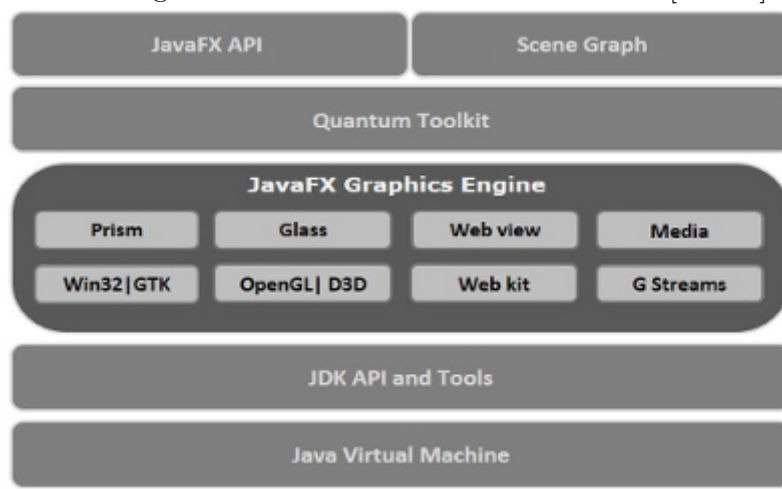 JavaFX API
Scene Graph
Quantum Toolkit
JavaFX Graphics Engine
Prism
Glass
Web view
Media
Win32|GTK
OpenGL| D3D
Web kit
G Streams
JDK API and Tools
Java Virtual Machine